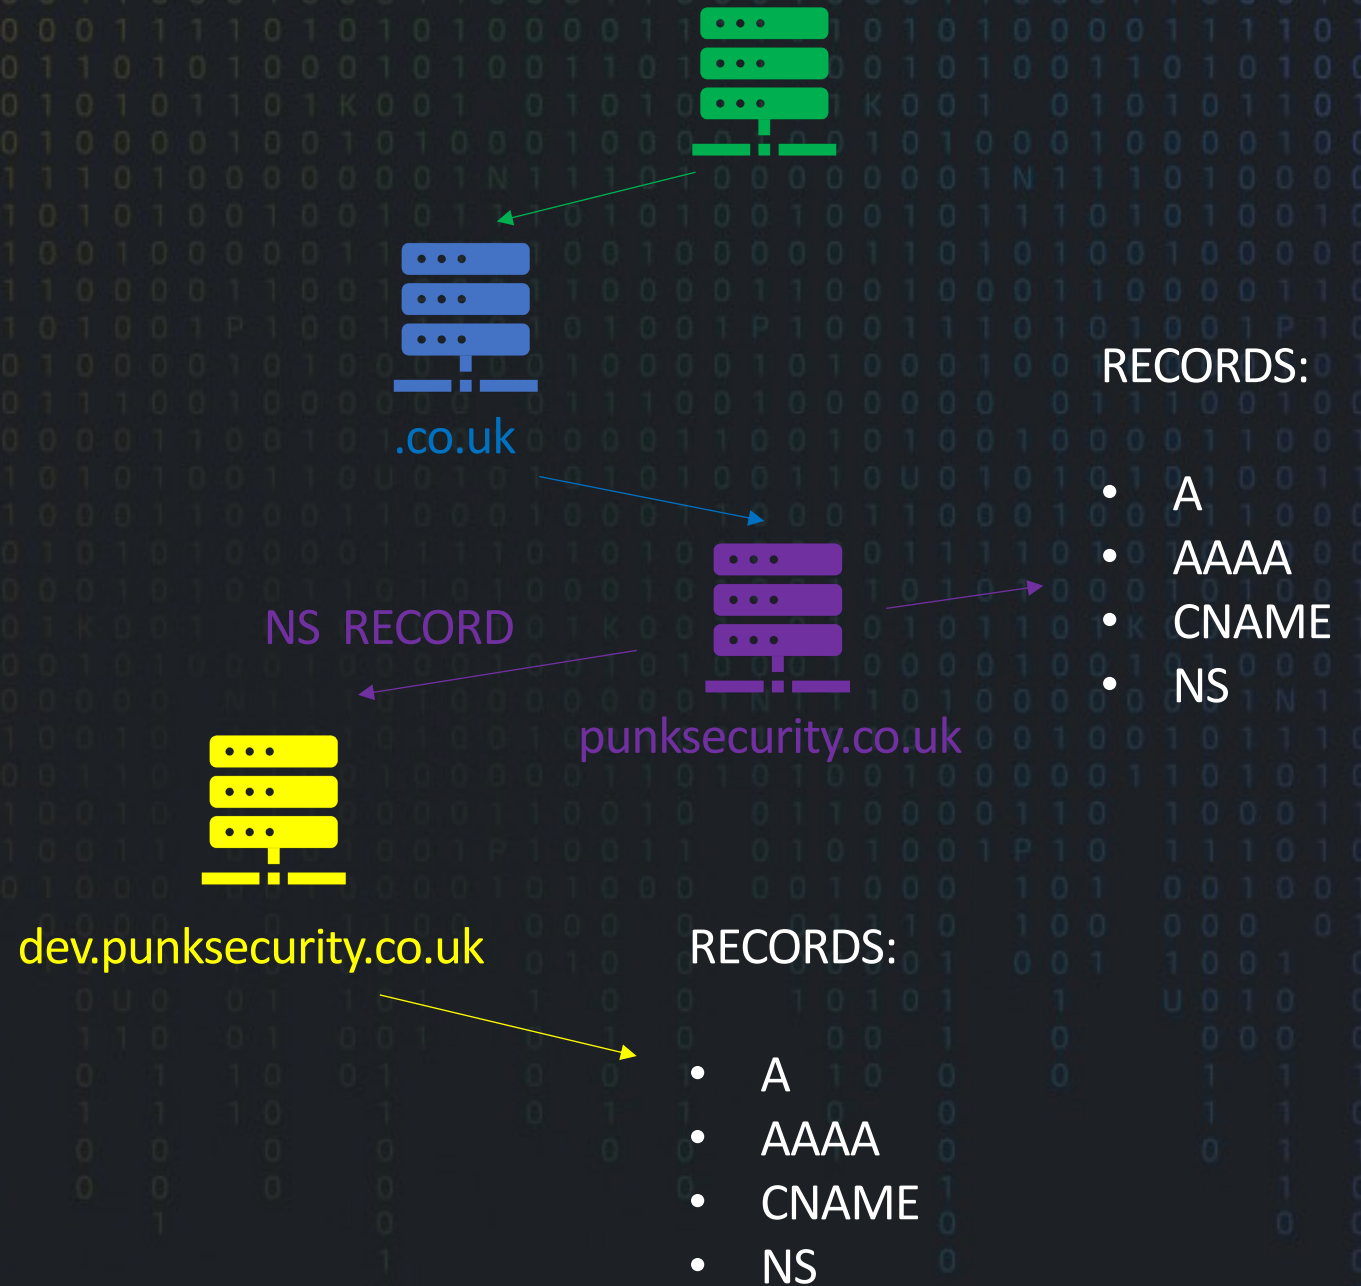 .co.uk
RECORDS:
• A
• AAAA
• CNAME
• NS
NS RECORD
punksecurity.co.uk
dev.punksecurity.co.uk
RECORDS:
• A
• AAAA
• CNAME
• NS